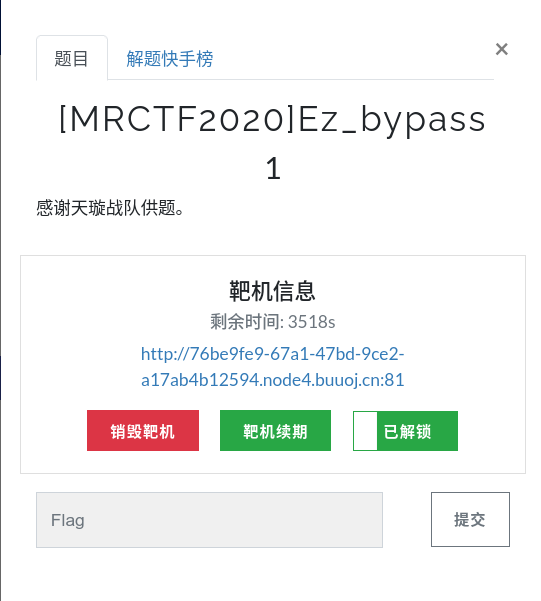 题目 解题快手榜 ×
[MRCTF2020]Ez_bypass
1
感谢天璇战队供题。
靶机信息
剩余时间: 3518s
http://76be9fe9-67a1-47bd-9ce2-
a17ab4b12594.node4.buuoj.cn:81
销毁靶机 靶机续期 已解锁
Flag 提交